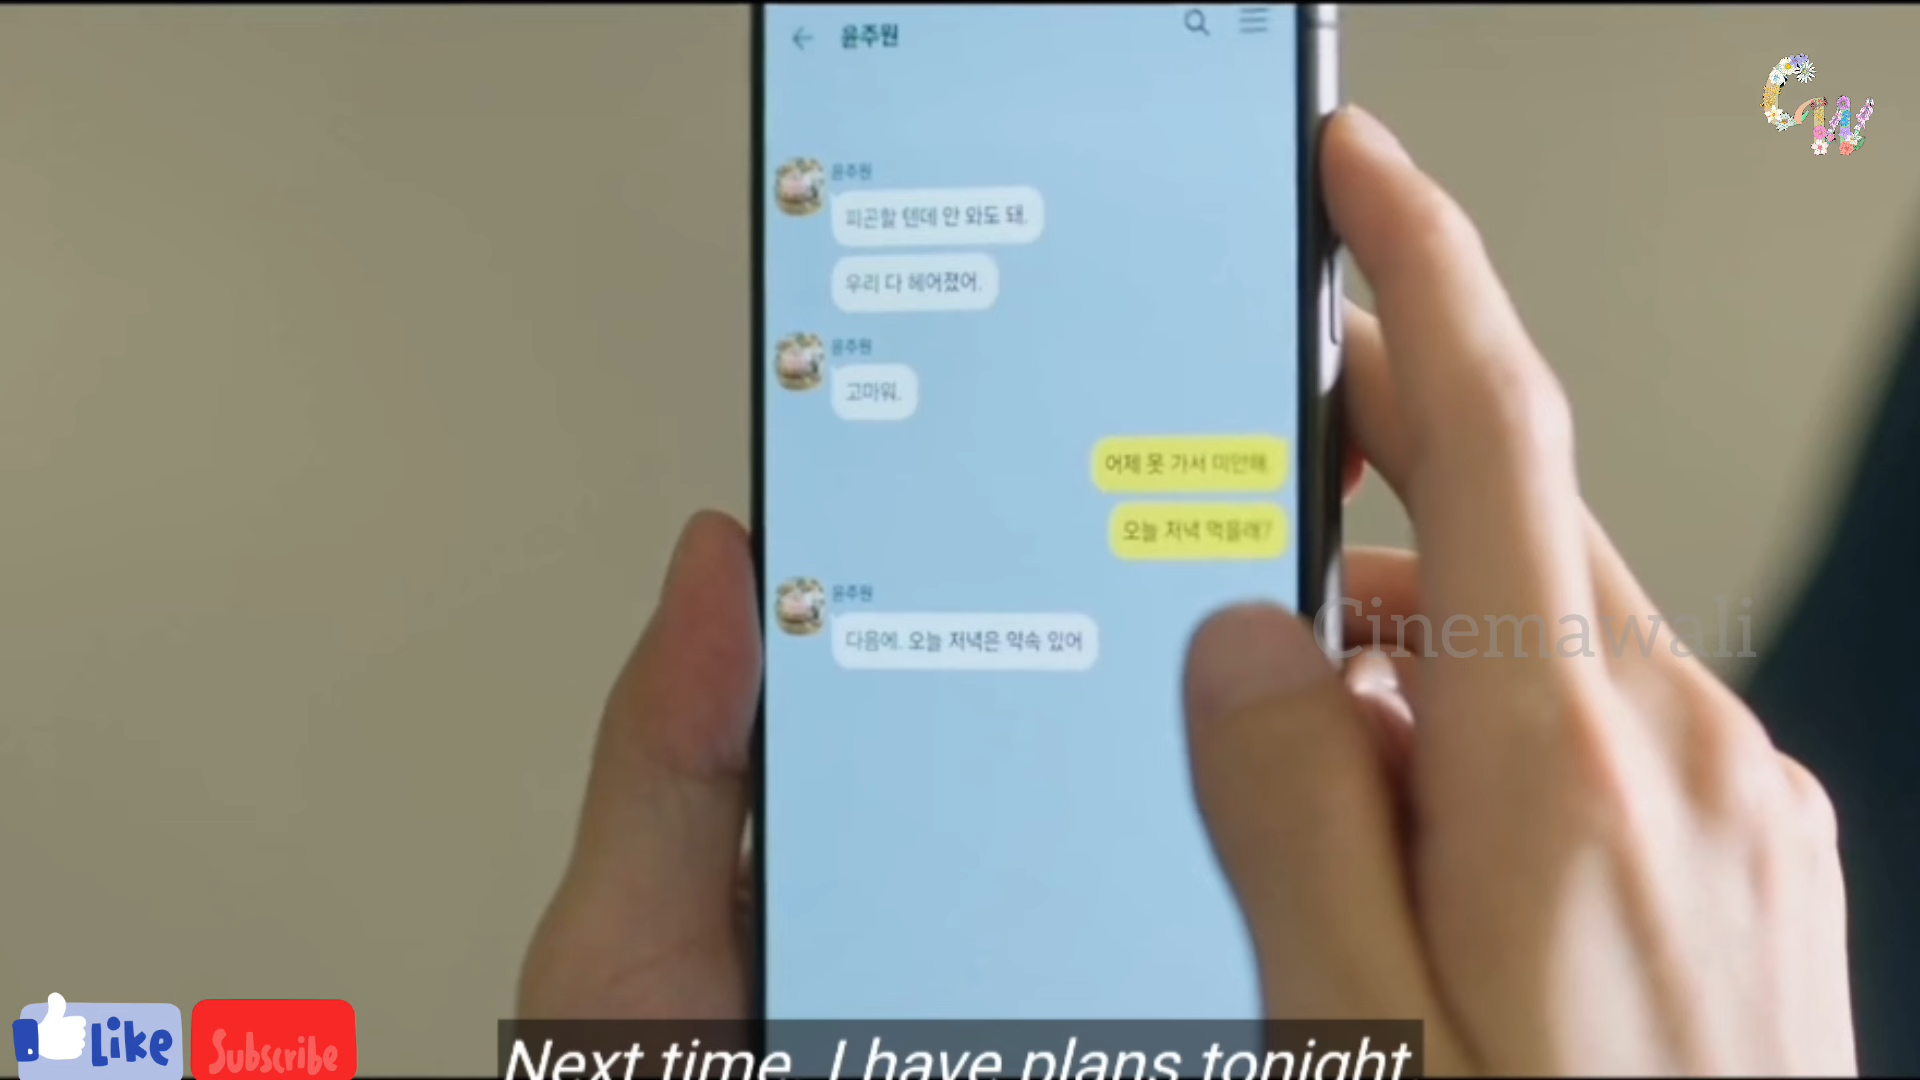 윤주원
윤주원
피곤할 텐데 안 와도 돼.
우리 다 헤어졌어.
윤주원
고마워.
어제 못 가서 미안해
오늘 저녁 먹을래?
윤주원
다음에. 오늘 저녁은 약속 있어
CW
Cinemawali
Like
Subscribe
Next time. I have plans tonight.